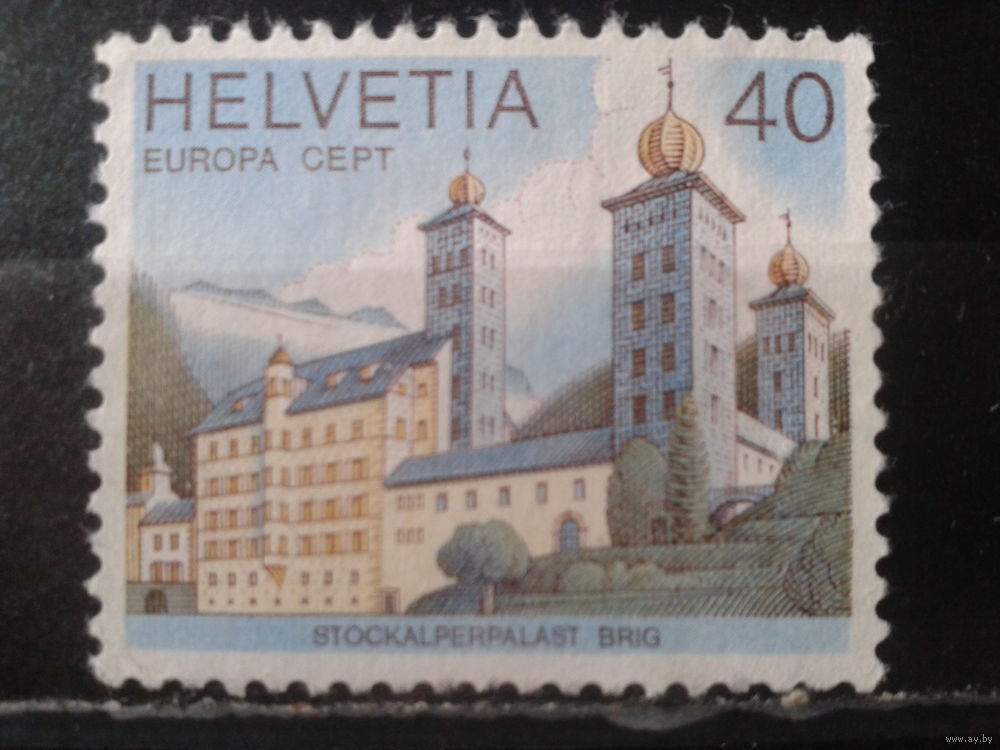 HELVETIA 40
EUROPA CEPT
STOCKALPERPALAST BRIG
www.ay.by